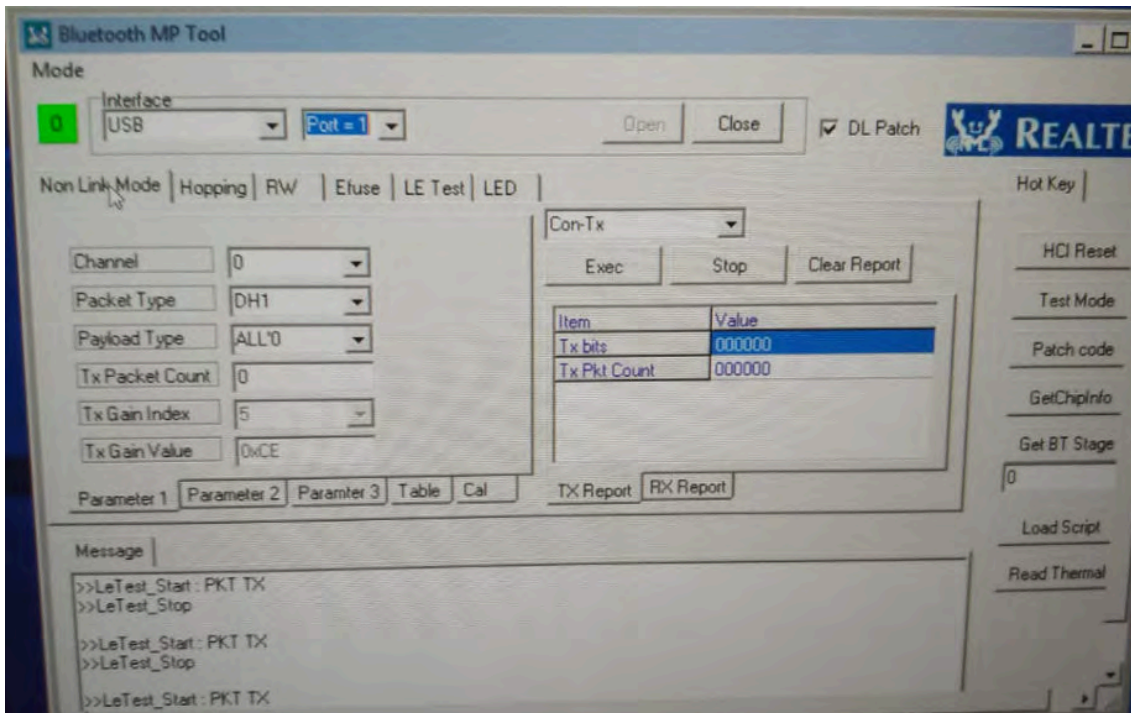 Bluetooth MP Tool
Mode
Interface
0 USB Port = 1 Open Close DL Patch REALTE
Non Link Mode Hopping RW Efuse LE Test LED Hot Key
Con-Tx
Channel 0 Exec Stop Clear Report HCI Reset
Packet Type DH1 Test Mode
Item Value
Payload Type ALL'0 Tx bits 000000 Patch code
Tx Packet Count 0 Tx Pkt Count 000000
Tx Gain Index 5 GetChipInfo
Tx Gain Value 0xCE Get BT Stage
0
Parameter 1 Parameter 2 Paramter 3 Table Cal TX Report RX Report
Load Script
Message
Read Thermal
>>LeTest_Start : PKT TX
>>LeTest_Stop
>>LeTest_Start : PKT TX
>>LeTest_Stop
>>LeTest_Start : PKT TX